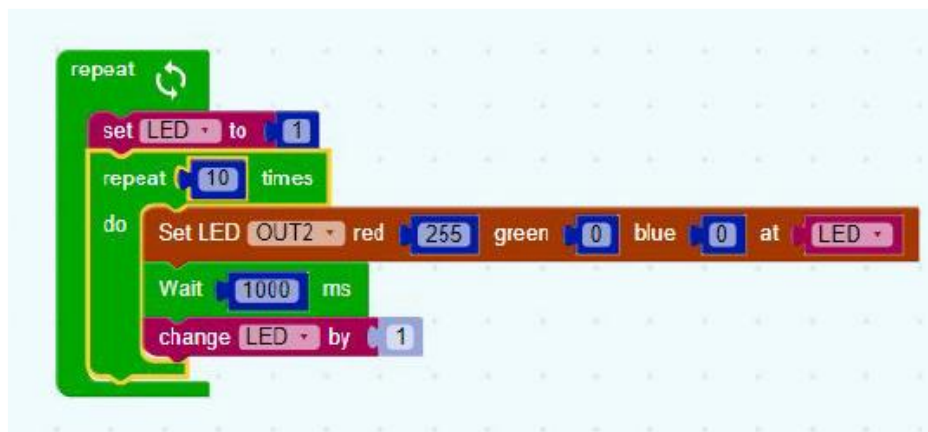 repeat
set LED to 1
repeat 10 times
do Set LED OUT2 red 255 green 0 blue 0 at LED
Wait 1000 ms
change LED by 1